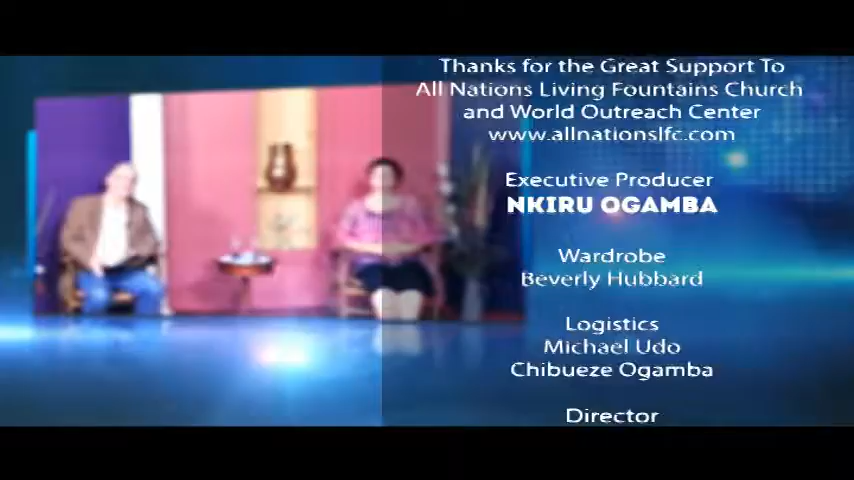 Thanks for the Great Support To
All Nations Living Fountains Church
and World Outreach Center
www.allnationslfc.com
Executive Producer
NKIRU OGAMBA
Wardrobe
Beverly Hubbard
Logistics
Michael Udo
Chibueze Ogamba
Director